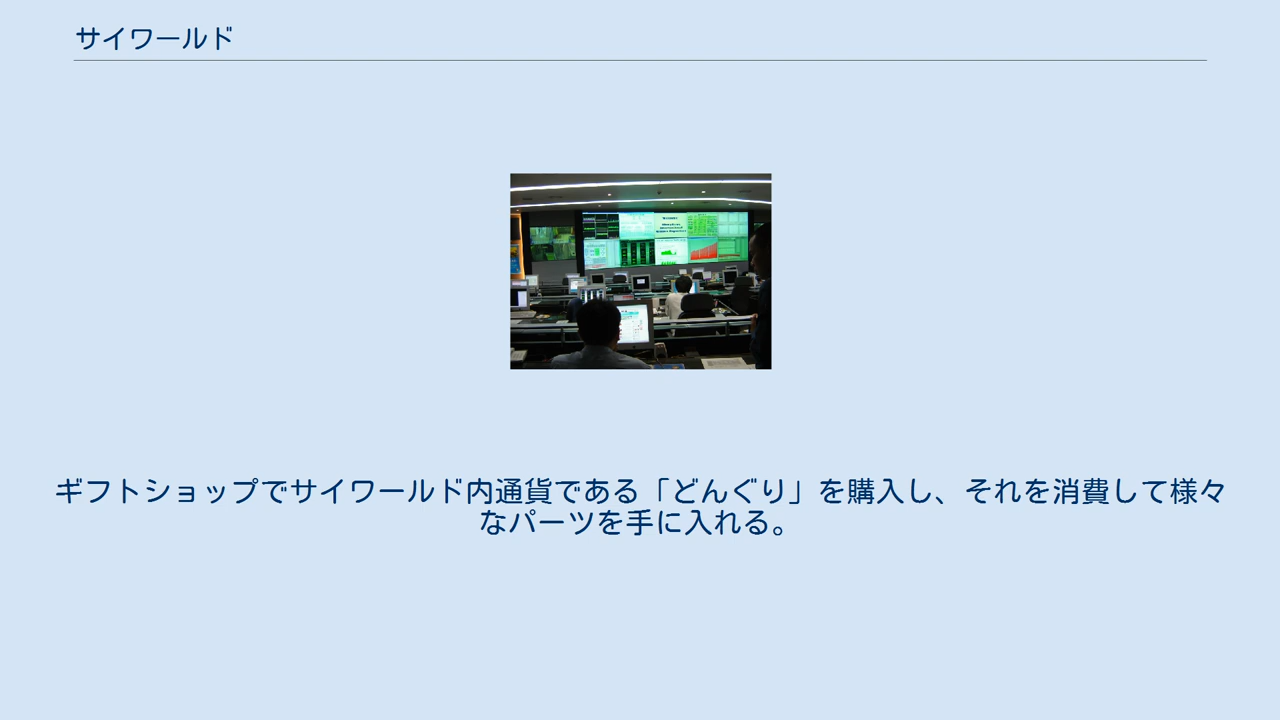 サイワールド
ギフトショップでサイワールド内通貨である「どんぐり」を購入し、それを消費して様々
なパーツを手に入れる。